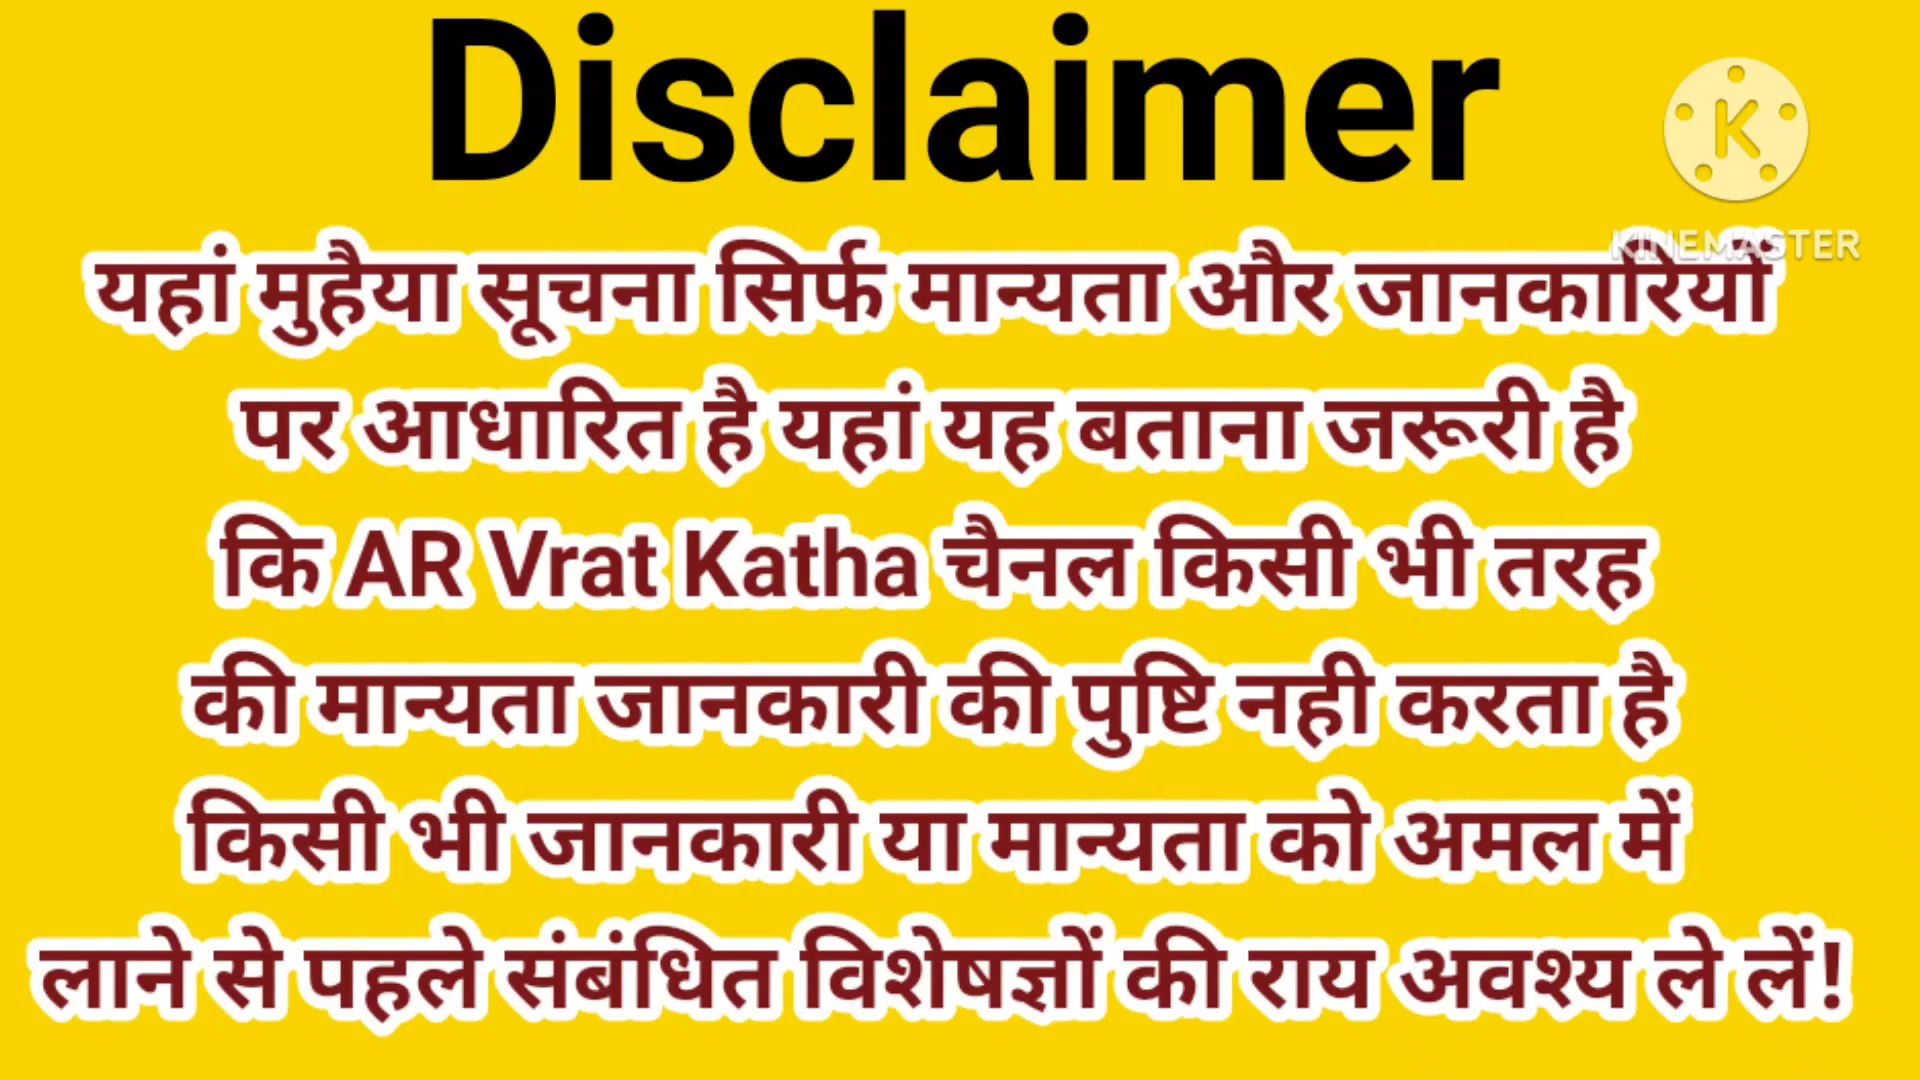 Disclaimer
K
KINEMASTER
यहां मुहैया सूचना सिर्फ मान्यता और जानकारियों
पर आधारित है यहां यह बताना जरूरी है
कि AR Vrat Katha चैनल किसी भी तरह
की मान्यता जानकारी की पुष्टि नही करता है
किसी भी जानकारी या मान्यता को अमल में
लाने से पहले संबंधित विशेषज्ञों की राय अवश्य ले लें!